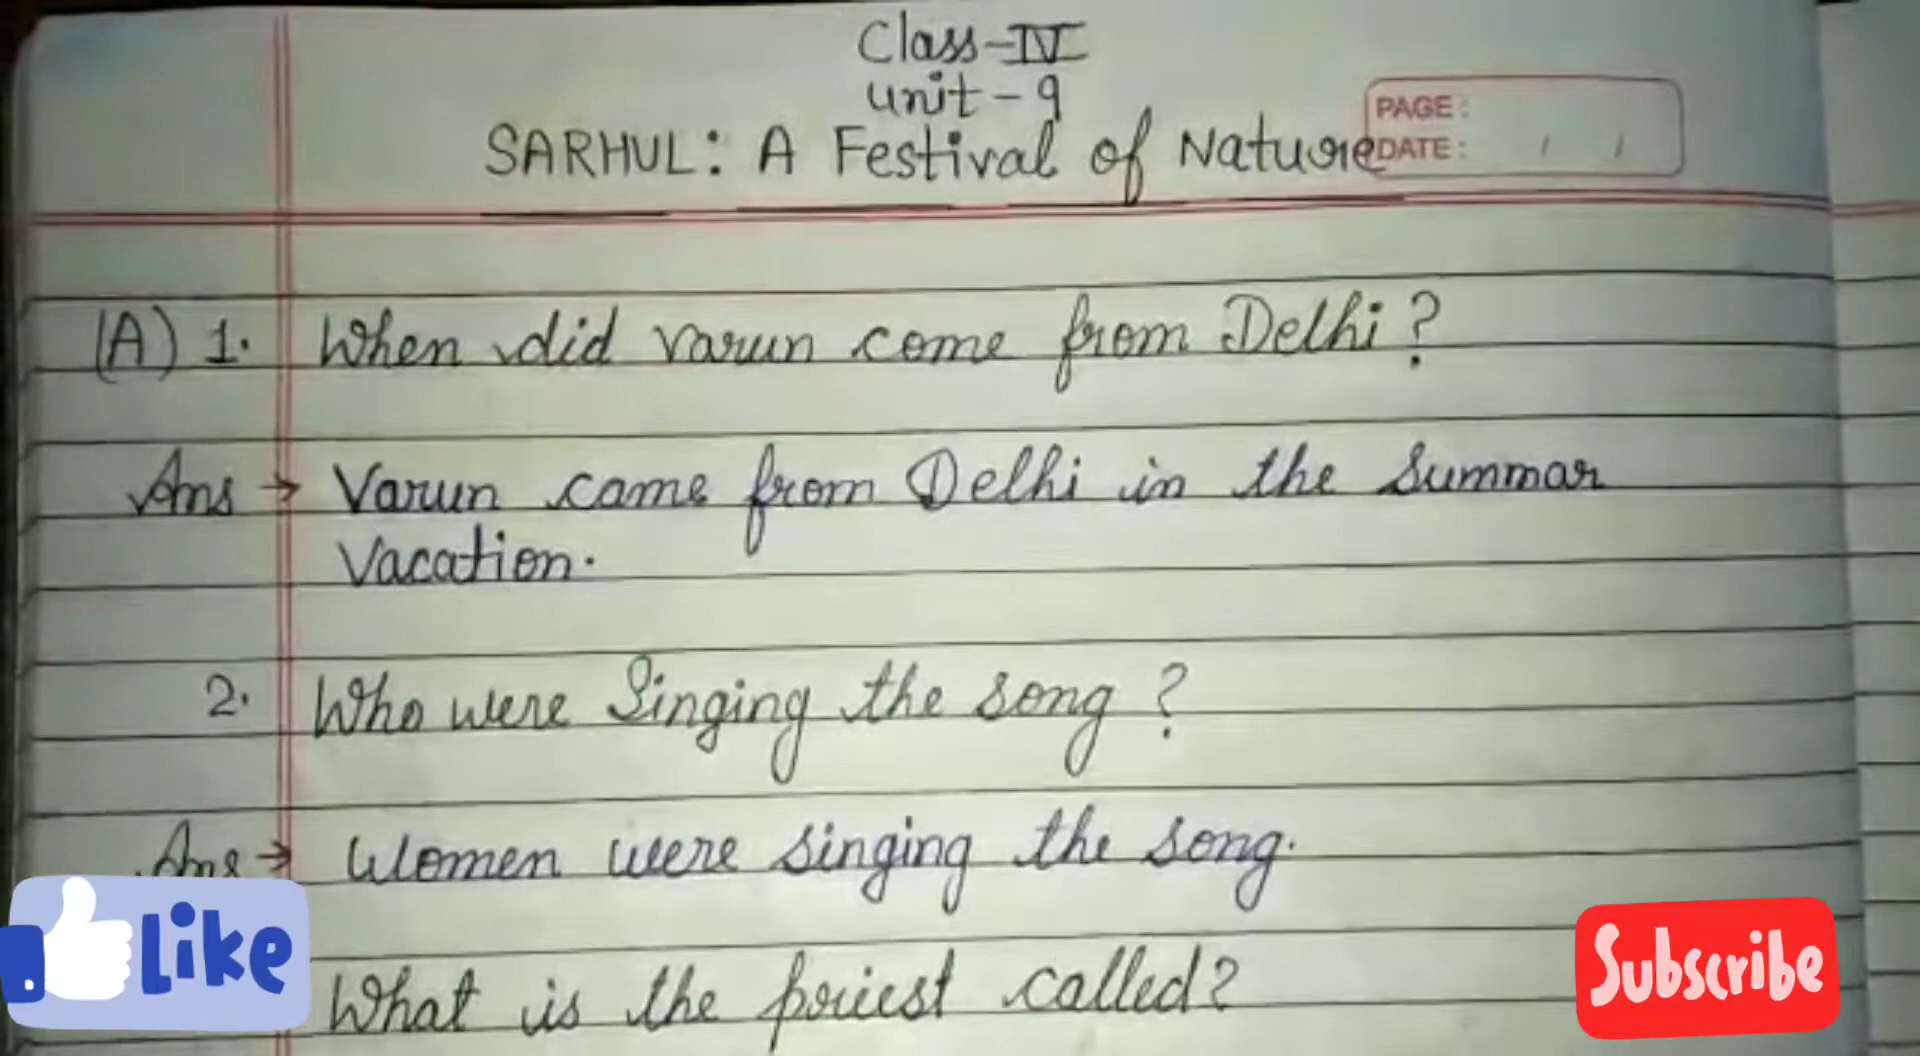 Class-IV
unit-9
SARHUL: A Festival of Nature
PAGE:
DATE: / /
(A) 1. When did Varun come from Delhi?
Ans → Varun came from Delhi in the Summar
Vacation.
2. Who were Singing the song?
Ans → Women were singing the song.
What is the priest called?
Like
Subscribe